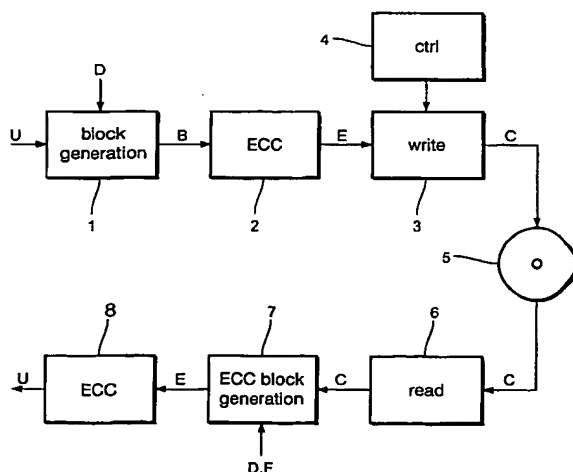 4
ctrl
D
U
block
generation
B
ECC
E
write
C
1
2
3
5
8
7
6
U
ECC
E
ECC block
generation
C
read
C
D,F